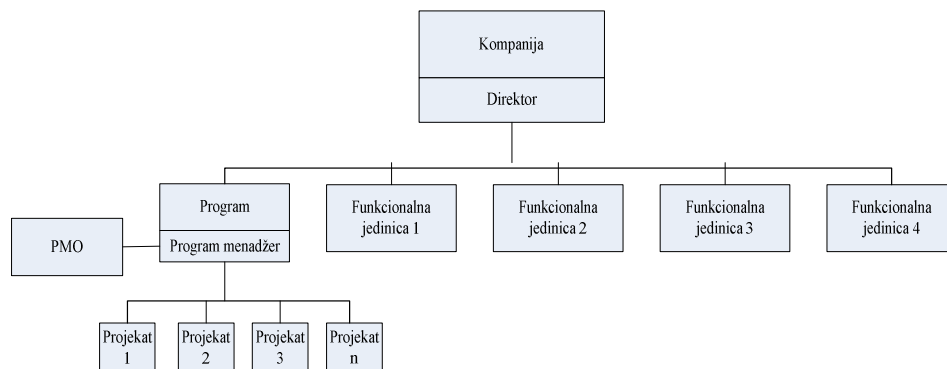 Kompanija
Direktor
Program
Program menadžer
Funkcionalna
jedinica 1
Funkcionalna
jedinica 2
Funkcionalna
jedinica 3
Funkcionalna
jedinica 4
PMO
Projekat
1
Projekat
2
Projekat
3
Projekat
n